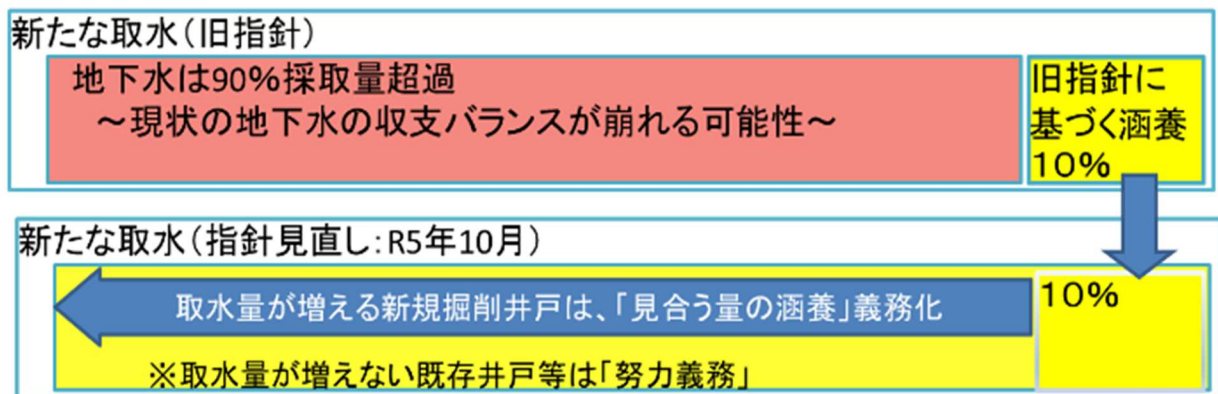 新たな取水(旧指針)
地下水は90%採取量超過
～現状の地下水の収支バランスが崩れる可能性～
旧指針に
基づく涵養
10%
新たな取水(指針見直し:R5年10月)
取水量が増える新規掘削井戸は、「見合う量の涵養」義務化
10%
※取水量が増えない既存井戸等は「努力義務」